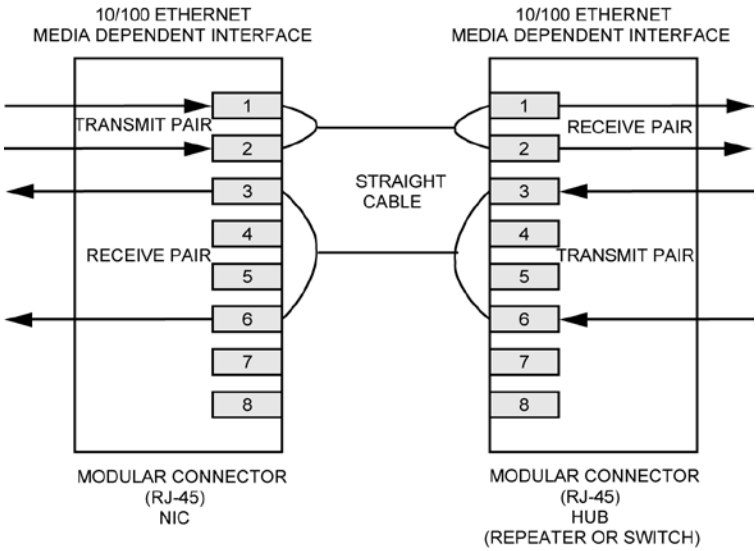 10/100 ETHERNET
MEDIA DEPENDENT INTERFACE
1
TRANSMIT PAIR
2
3
4
RECEIVE PAIR
5
6
7
8
MODULAR CONNECTOR
(RJ-45)
NIC
STRAIGHT
CABLE
10/100 ETHERNET
MEDIA DEPENDENT INTERFACE
1
RECEIVE PAIR
2
3
4
TRANSMIT PAIR
5
6
7
8
MODULAR CONNECTOR
(RJ-45)
HUB
(REPEATER OR SWITCH)